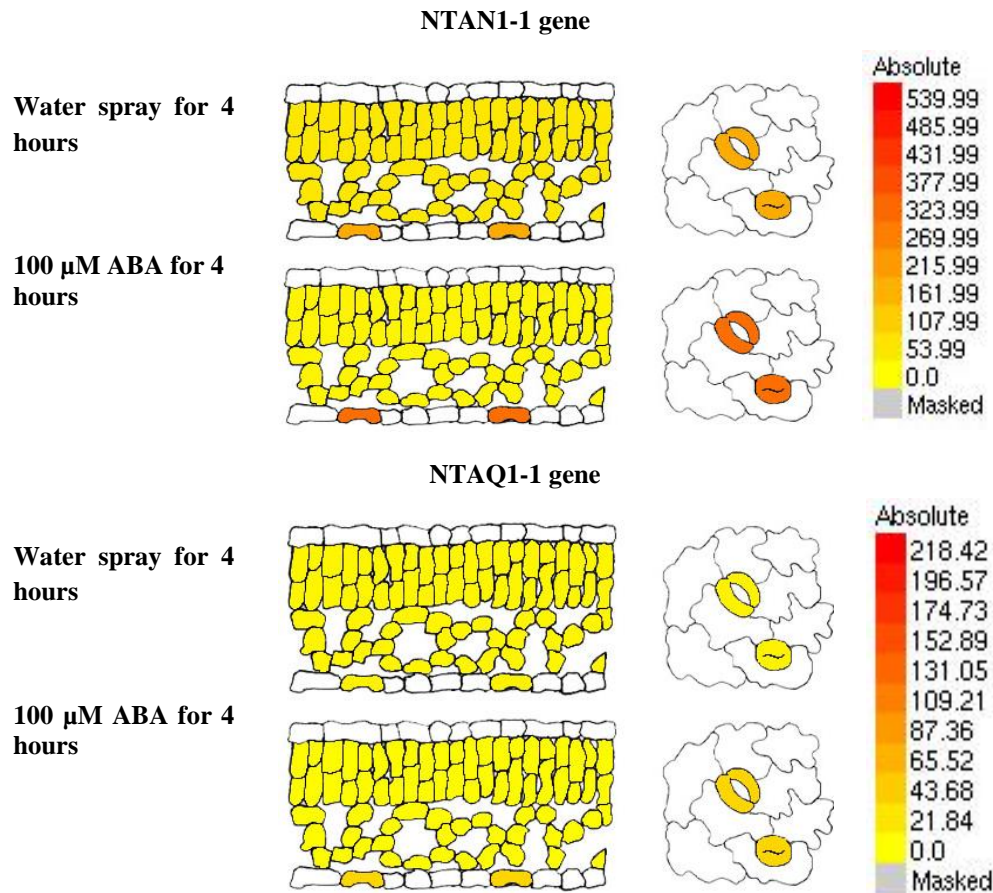 NTAN1-1 gene
Water spray for 4
hours
100 µM ABA for 4
hours
Absolute
539.99
485.99
431.99
377.99
323.99
269.99
215.99
161.99
107.99
53.99
0.0
Masked
NTAQ1-1 gene
Water spray for 4
hours
100 µM ABA for 4
hours
Absolute
218.42
196.57
174.73
152.89
131.05
109.21
87.36
65.52
43.68
21.84
0.0
Masked